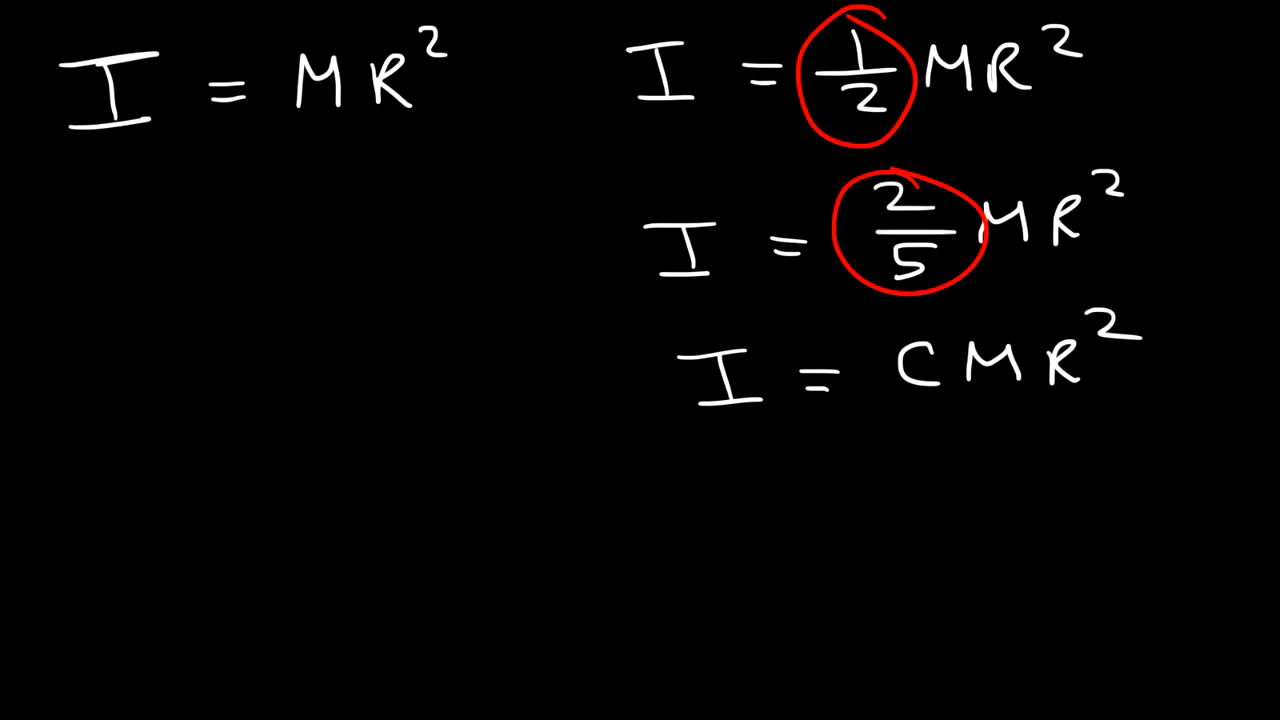 I = MR²
I = 1/2 MR²
I = 2/5 MR²
I = CMR²